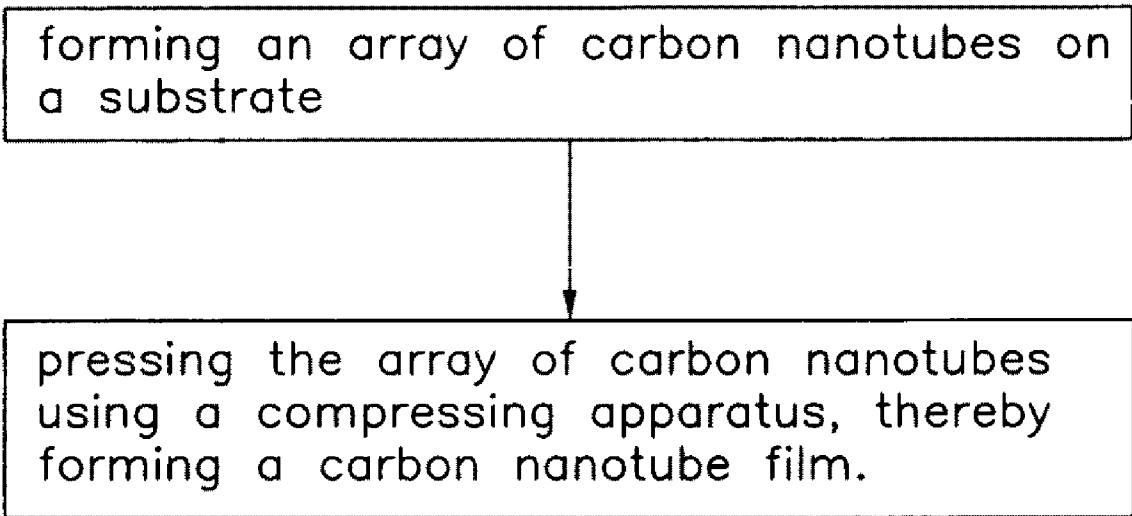 forming an array of carbon nanotubes on
a substrate
pressing the array of carbon nanotubes
using a compressing apparatus, thereby
forming a carbon nanotube film.